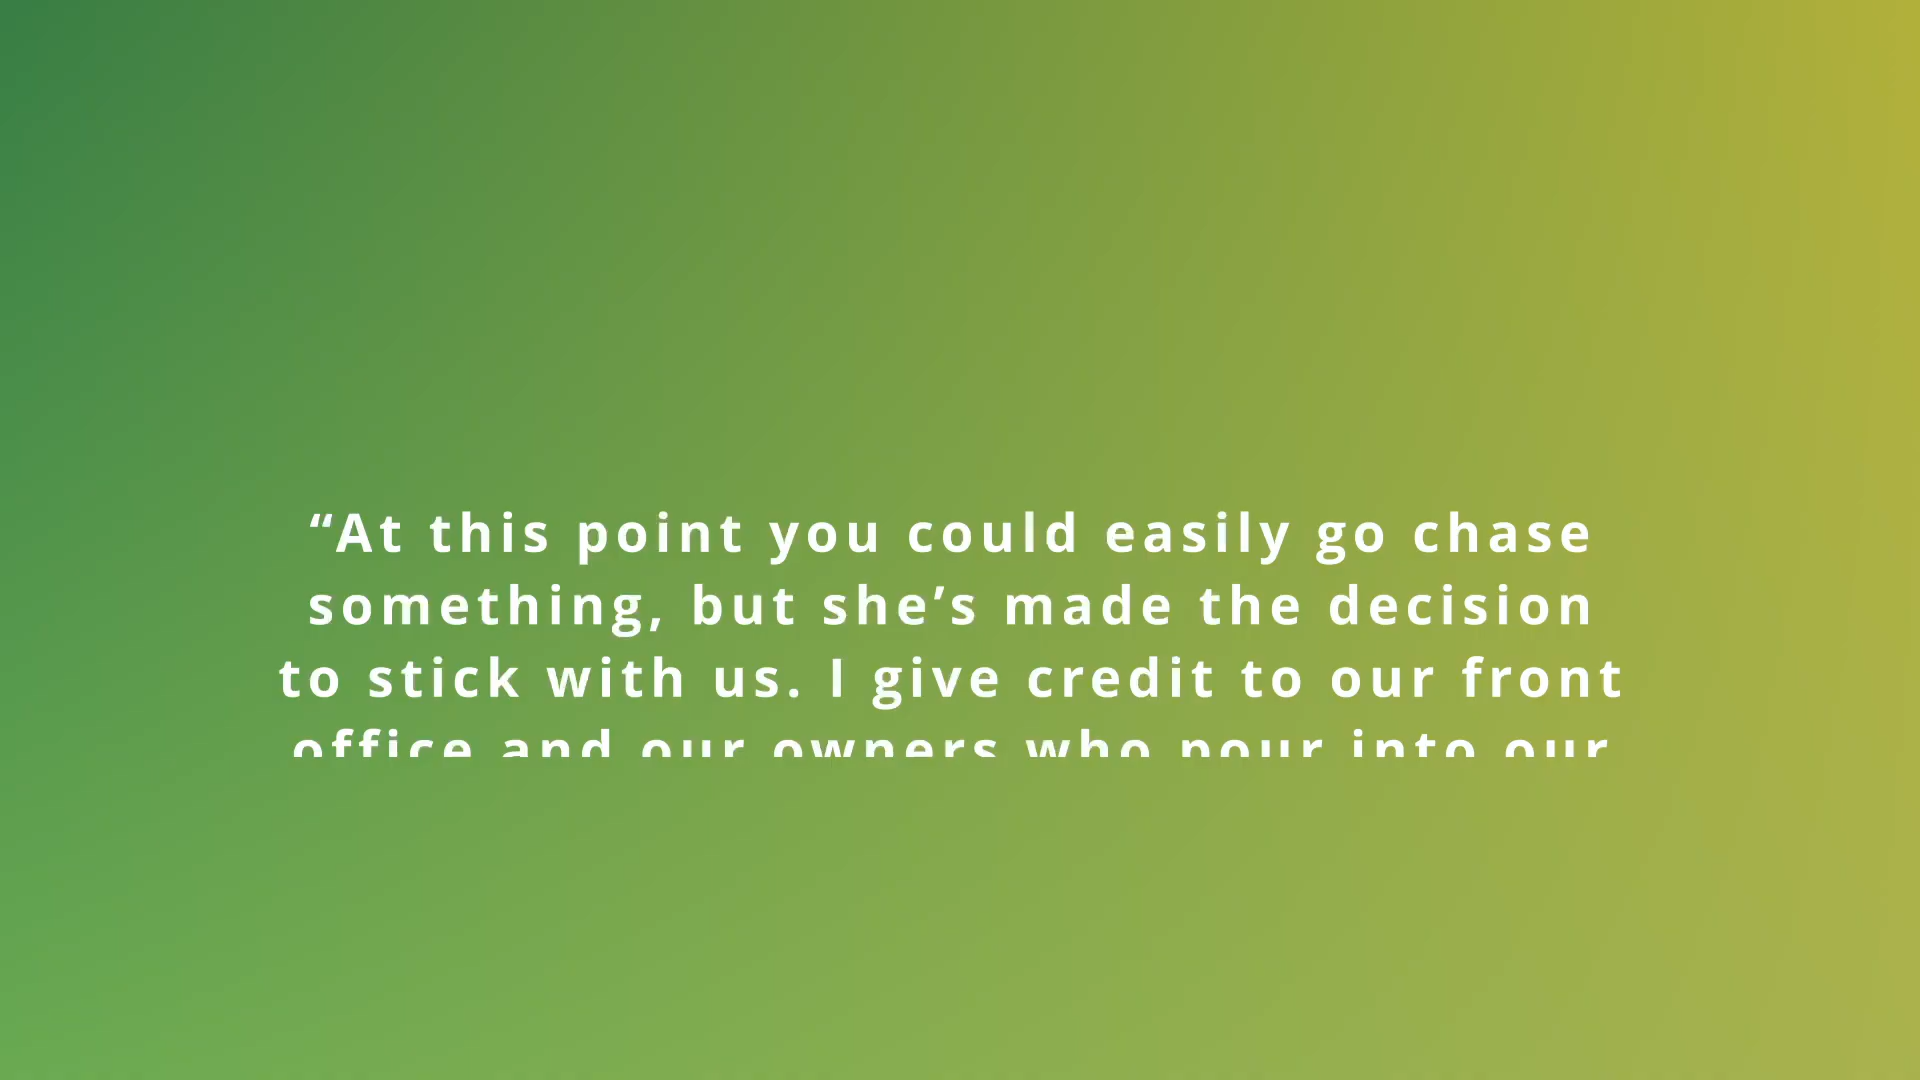 “At this point you could easily go chase
something, but she’s made the decision
to stick with us. I give credit to our front
office and our owners who pour into our